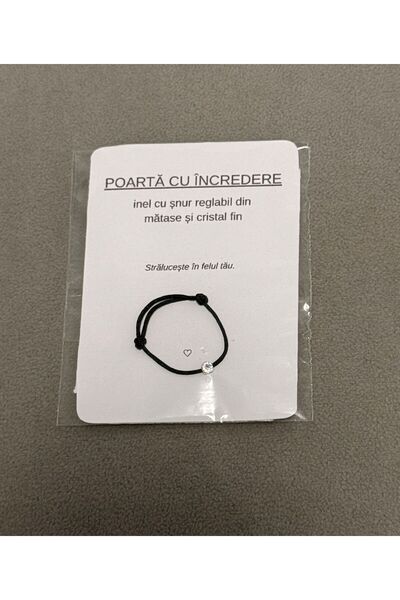 POARTĂ CU ÎNCREDERE
inel cu șnur reglabil din
mătase și cristal fin
Strălucește în felul tău.